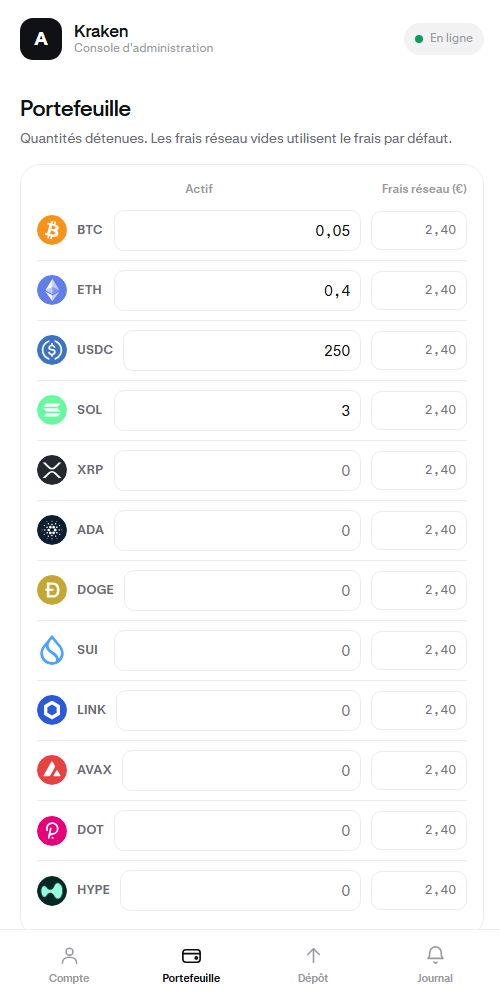 A
Kraken
Console d'administration
En ligne
Portefeuille
Quantités détenues. Les frais réseau vides utilisent le frais par défaut.
Actif Frais réseau (€)
BTC 0,05 2,40
ETH 0,4 2,40
USDC 250 2,40
SOL 3 2,40
XRP 0 2,40
ADA 0 2,40
DOGE 0 2,40
SUI 0 2,40
LINK 0 2,40
AVAX 0 2,40
DOT 0 2,40
HYPE 0 2,40
Compte Portefeuille Dépôt Journal